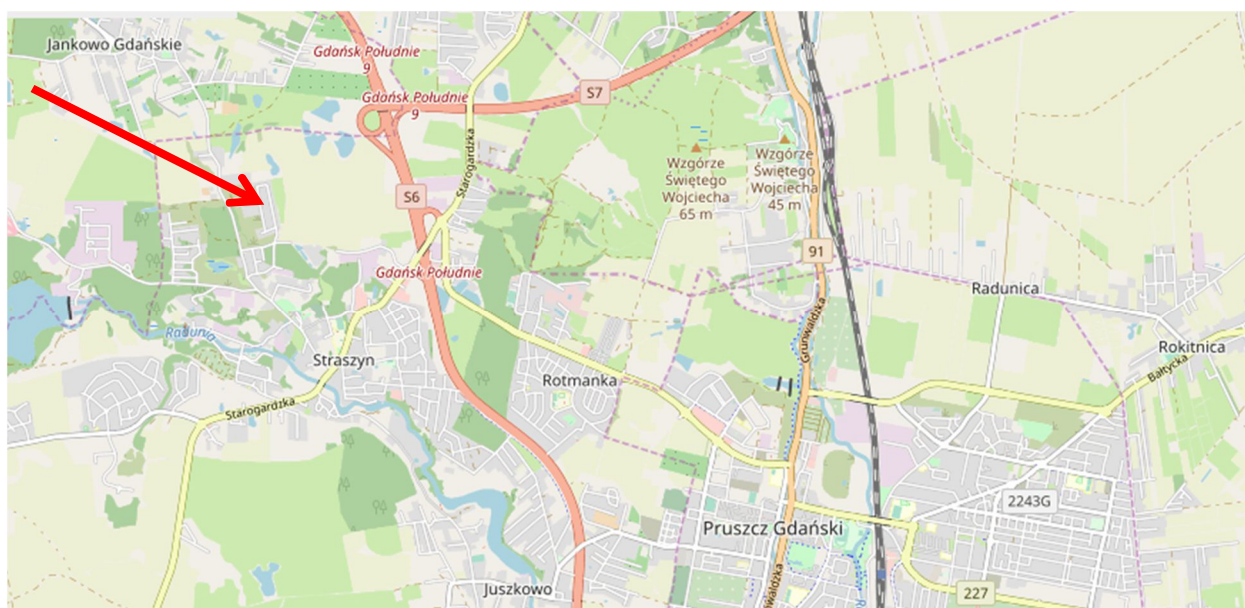 Jankowo Gdańskie
Gdańsk Południe
9
Gdańsk Południe
9
S7
Starogardzka
Wzgórze
Świętego
Wojciecha
65 m
Wzgórze
Świętego
Wojciecha
45 m
S6
91
Gdańsk Południe
Radunica
Radunia
Grunwaldzka
Straszyn
Rokitnica
Rotmanka
Bałtycka
Starogardzka
2243G
Pruszcz Gdański
Juszkowo
Grunwaldzka
227